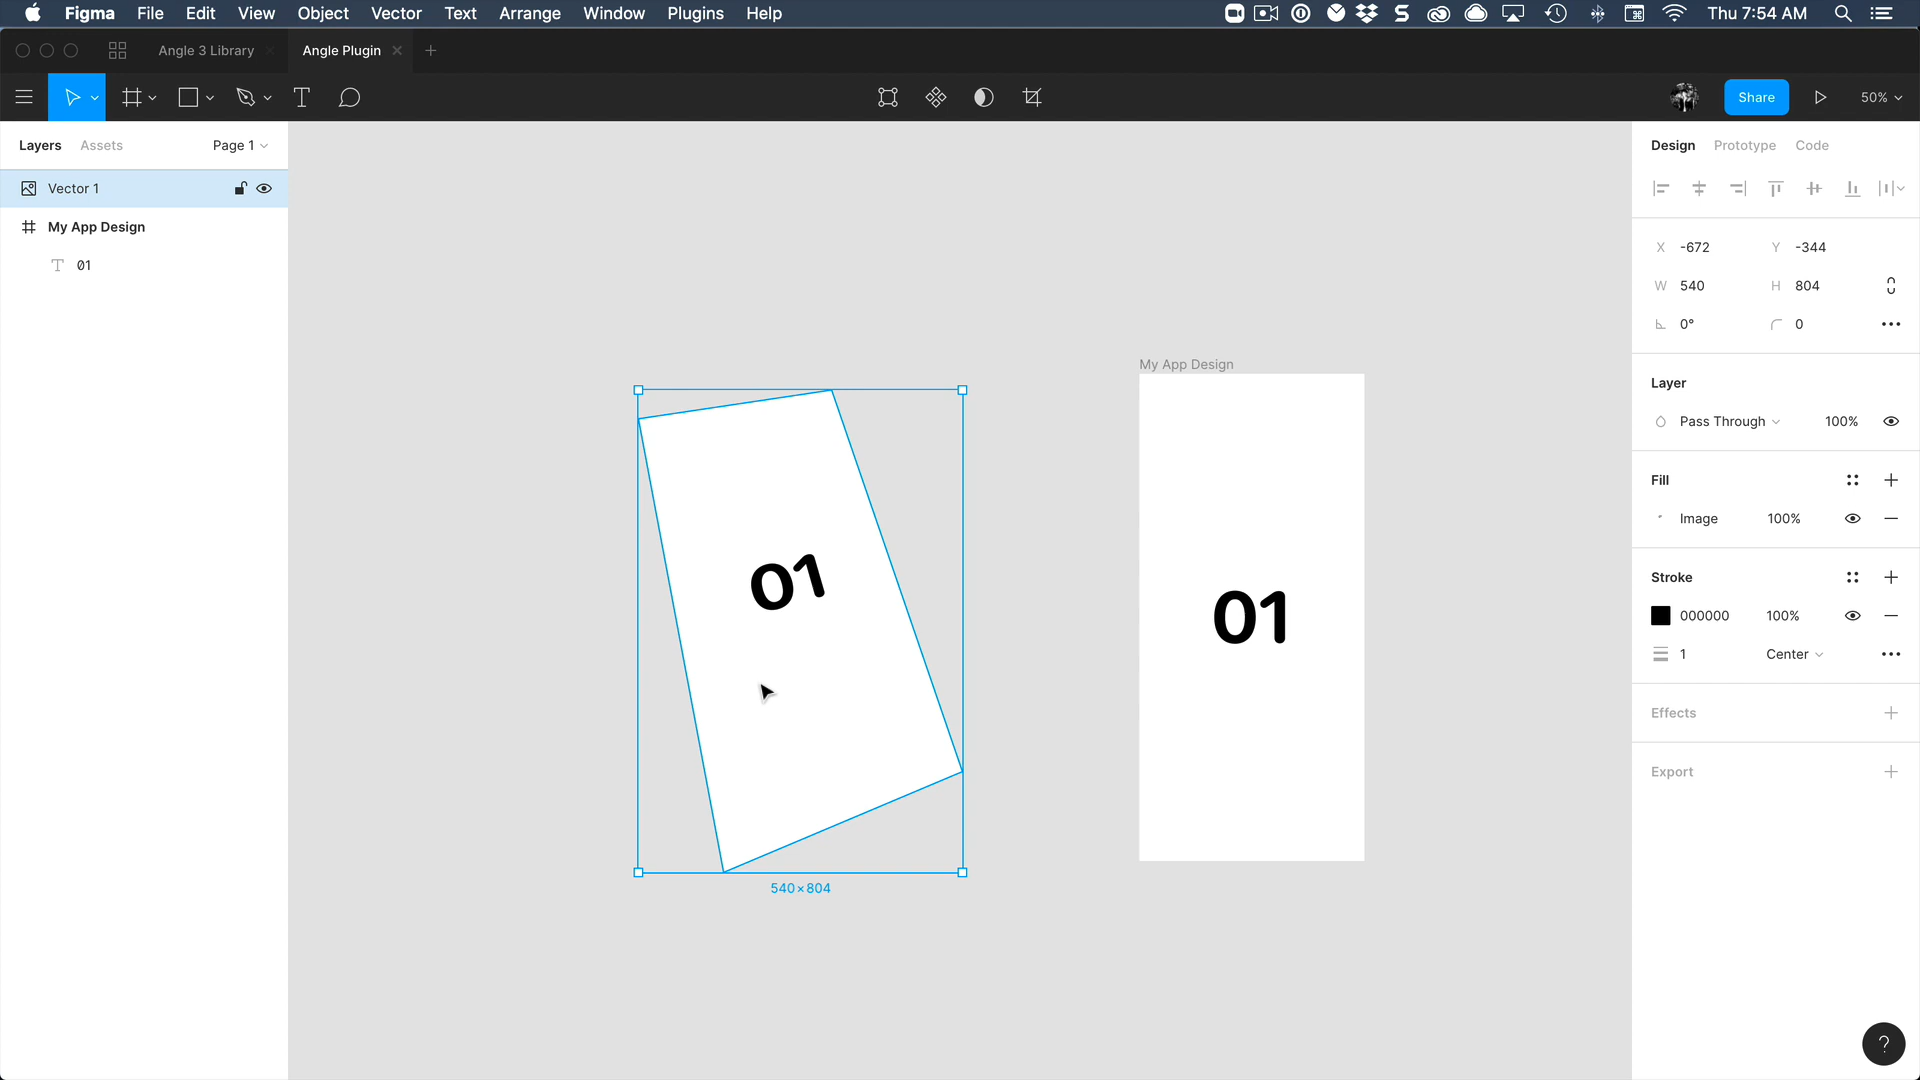 Figma File Edit View Object Vector Text Arrange Window Plugins Help Thu 7:54 AM
Angle 3 Library Angle Plugin
Share 50%
Layers Assets Page 1
Design Prototype Code
Vector 1
My App Design
01
X -672 Y -344
W 540 H 804
0° 0
My App Design
Layer
Pass Through 100%
Fill
Image 100%
Stroke
000000 100%
1 Center
Effects
Export
01
01
540×804
?